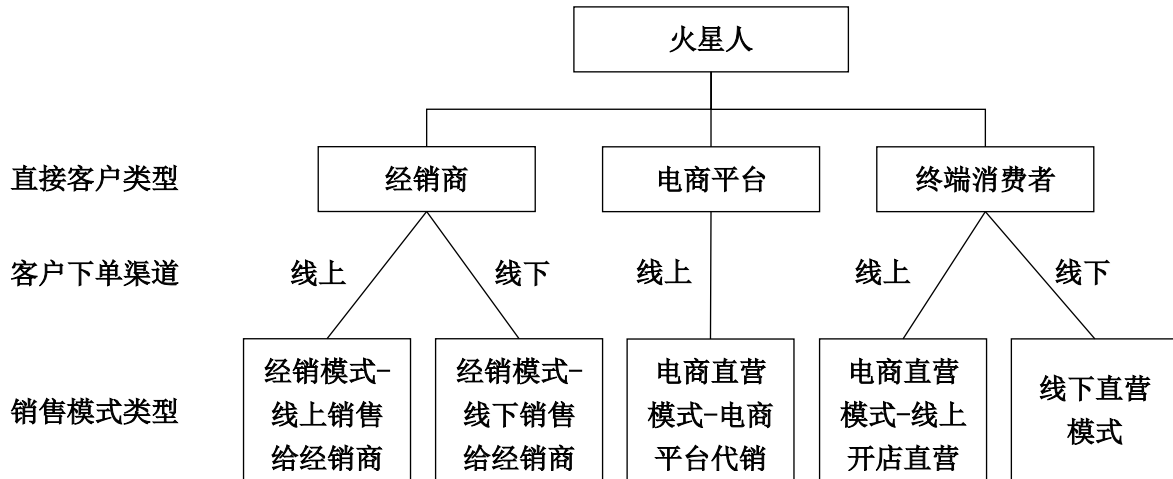 火星人
直接客户类型
经销商
电商平台
终端消费者
客户下单渠道
线上
线下
线上
线上
线下
销售模式类型
经销模式-
线上销售
给经销商
经销模式-
线下销售
给经销商
电商直营
模式-电商
平台代销
电商直营
模式-线上
开店直营
线下直营
模式